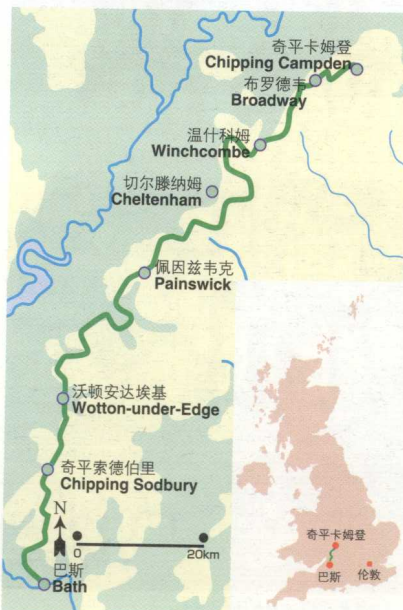 奇平卡姆登
Chipping Campden
布罗德韦
Broadway
温什科姆
Winchcombe
切尔滕纳姆
Cheltenham
佩因兹韦克
Painswick
沃顿安达埃基
Wotton-under-Edge
奇平索德伯里
Chipping Sodbury
N
0
20km
巴斯
Bath
奇平卡姆登
巴斯
伦敦